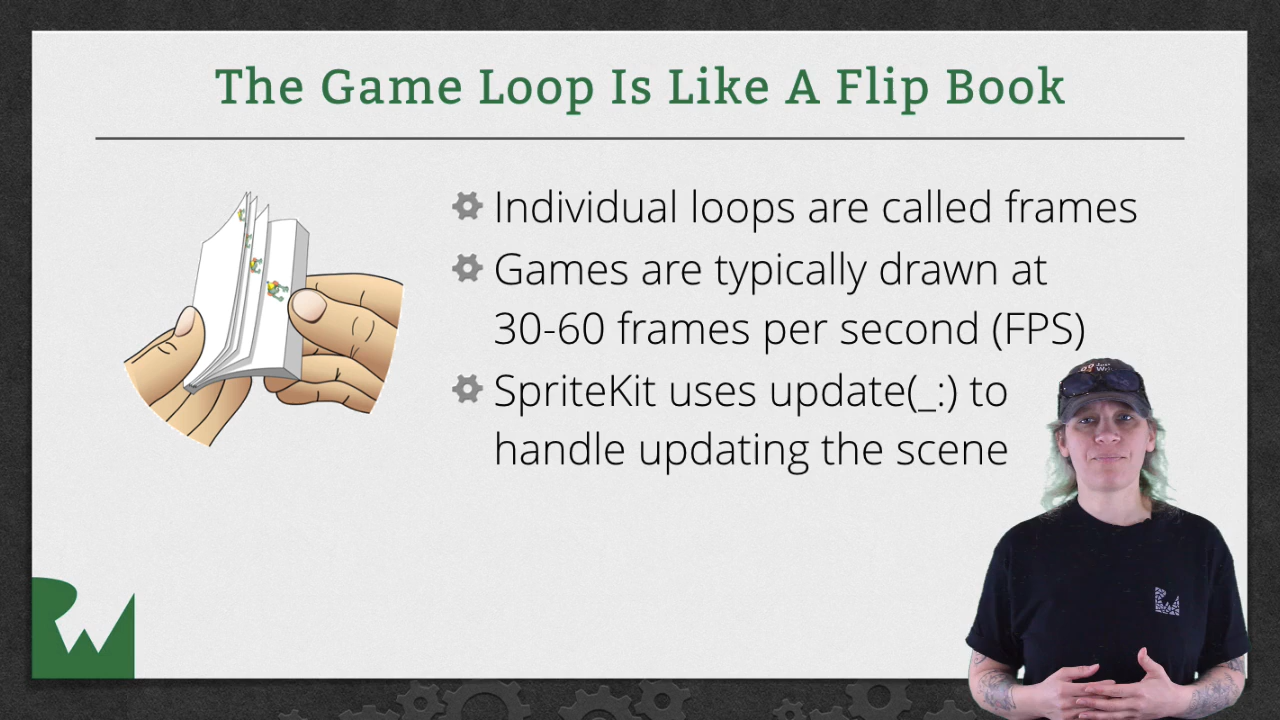 The Game Loop Is Like A Flip Book
Individual loops are called frames
Games are typically drawn at
30-60 frames per second (FPS)
SpriteKit uses update(_:) to
handle updating the scene
RW